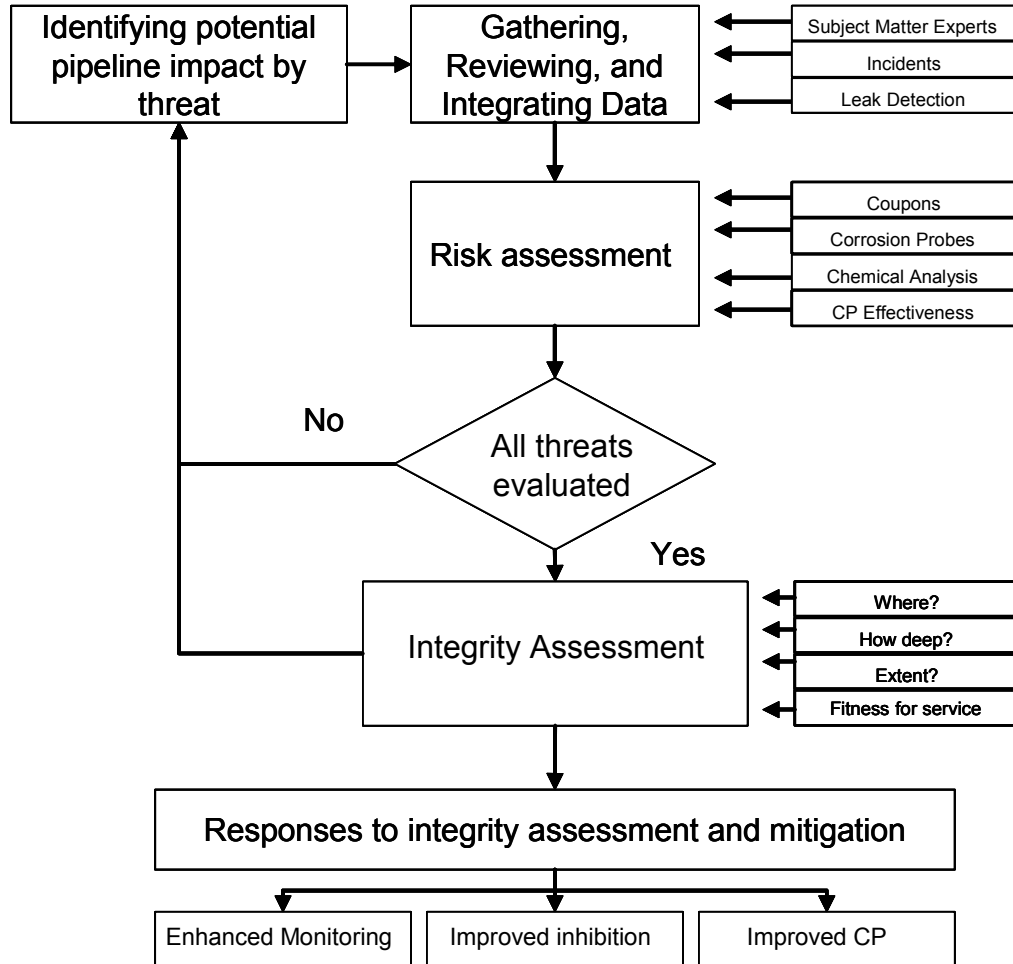 Identifying potential
pipeline impact by
threat
Gathering,
Reviewing, and
Integrating Data
Subject Matter Experts
Incidents
Leak Detection
Risk assessment
Coupons
Corrosion Probes
Chemical Analysis
CP Effectiveness
No
All threats
evaluated
Yes
Integrity Assessment
Where?
How deep?
Extent?
Fitness for service
Responses to integrity assessment and mitigation
Enhanced Monitoring
Improved inhibition
Improved CP